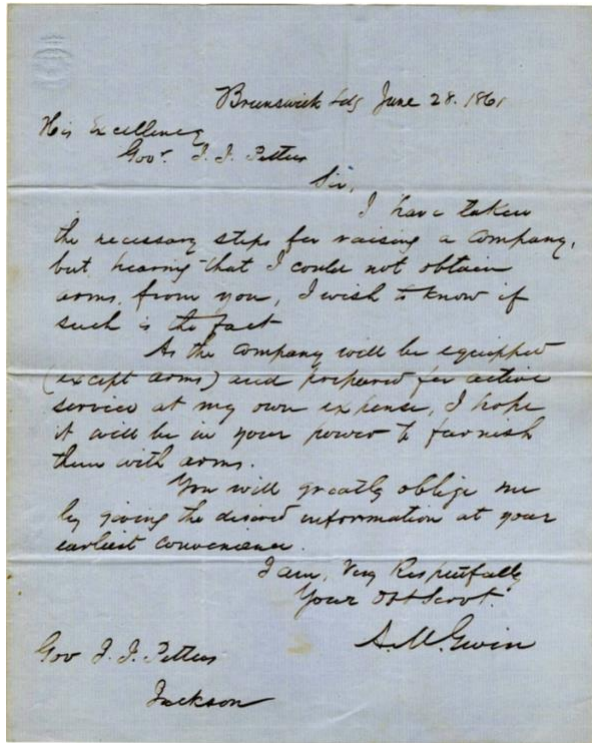 Brunswick Ldg June 28. 1861
His Excellency
Gov. J. J. Pettus
Sir,
I have taken
the necessary steps for raising a company,
but, hearing that I could not obtain
arms, from you, I wish to know if
such is the fact
As the company will be equipped
(except arms) and prepared for active
service at my own expense, I hope
it will be in your power to furnish
them with arms.
You will greatly oblige me
by giving the desired information at your
earliest convenience.
I am, Very Respectfully
Your Obt Servt.
Gov J. J. Pettus
Jackson